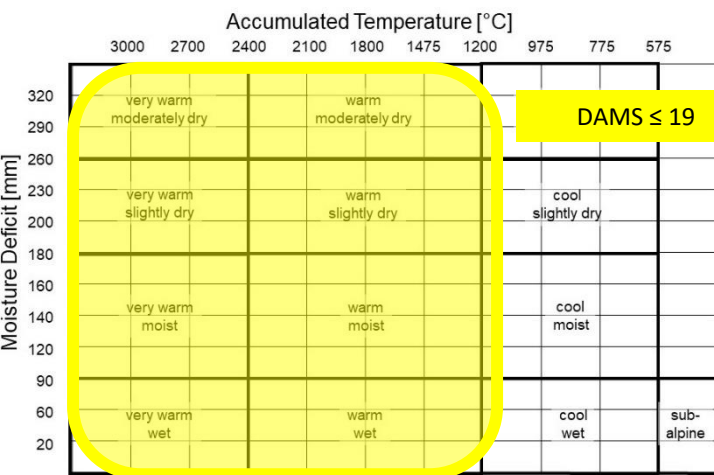 Accumulated Temperature [°C]
3000 2700 2400 2100 1800 1475 1200 975 775 575
Moisture Deficit [mm]
320
290
260
230
200
180
160
140
120
90
60
20
very warm
moderately dry
warm
moderately dry
DAMS ≤ 19
very warm
slightly dry
warm
slightly dry
cool
slightly dry
very warm
moist
warm
moist
cool
moist
very warm
wet
warm
wet
cool
wet
sub-
alpine